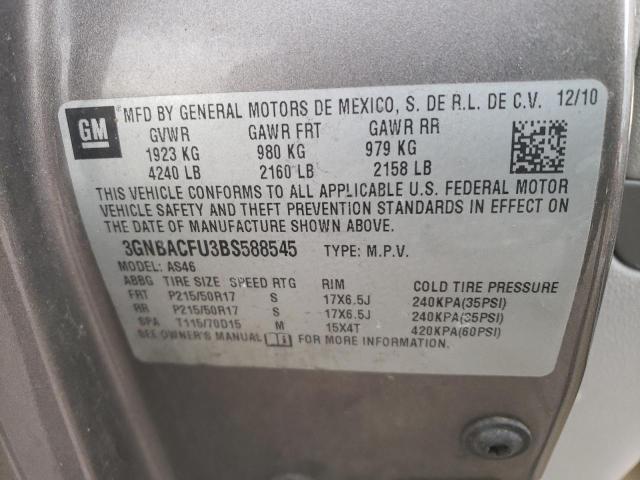 GM
MFD BY GENERAL MOTORS DE MEXICO, S. DE R.L. DE C.V. 12/10
GVWR GAWR FRT GAWR RR
1923 KG 980 KG 979 KG
4240 LB 2160 LB 2158 LB
THIS VEHICLE CONFORMS TO ALL APPLICABLE U.S. FEDERAL MOTOR
VEHICLE SAFETY AND THEFT PREVENTION STANDARDS IN EFFECT ON
THE DATE OF MANUFACTURE SHOWN ABOVE.
3GNBACFU3BS588545 TYPE: M.P.V.
MODEL: AS46
ABBG TIRE SIZE SPEED RTG RIM COLD TIRE PRESSURE
FRT P215/50R17 S 17X6.5J 240KPA(35PSI)
RR P215/50R17 S 17X6.5J 240KPA(35PSI)
SPA T115/70D15 M 15X4T 420KPA(60PSI)
SEE OWNER'S MANUAL FOR MORE INFORMATION.